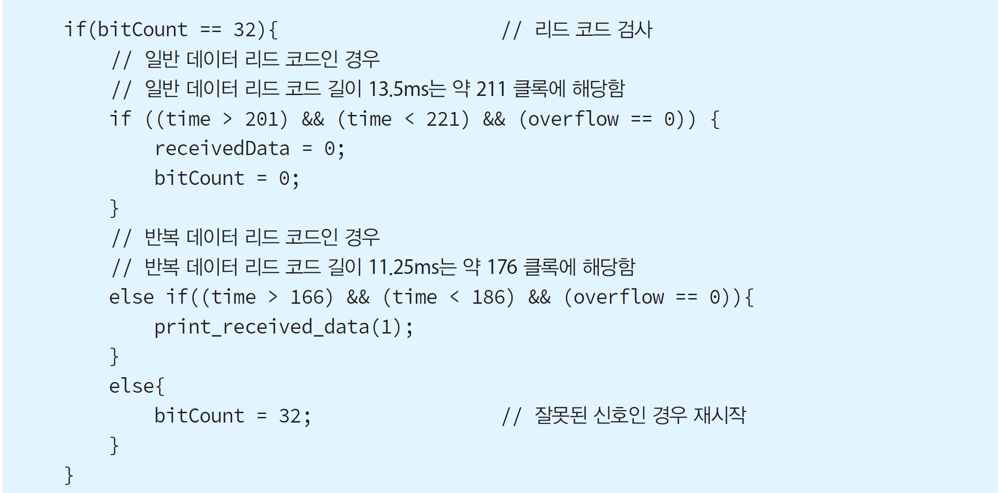 if(bitCount == 32){ // 리드 코드 검사
// 일반 데이터 리드 코드인 경우
// 일반 데이터 리드 코드 길이 13.5ms는 약 211 클록에 해당함
if ((time > 201) && (time < 221) && (overflow == 0)) {
receivedData = 0;
bitCount = 0;
}
// 반복 데이터 리드 코드인 경우
// 반복 데이터 리드 코드 길이 11.25ms는 약 176 클록에 해당함
else if((time > 166) && (time < 186) && (overflow == 0)){
print_received_data(1);
}
else{
bitCount = 32; // 잘못된 신호인 경우 재시작
}
}